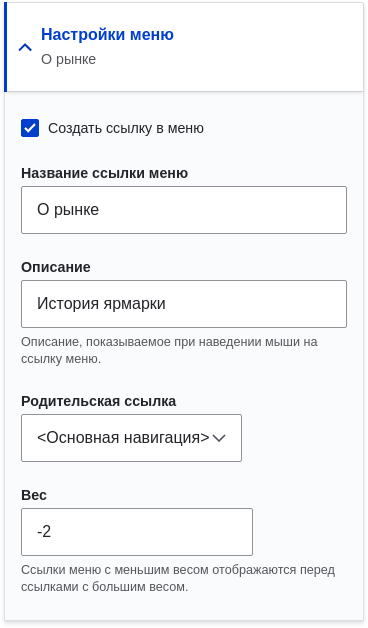 Настройки меню
О рынке
Создать ссылку в меню
Название ссылки меню
О рынке
Описание
История ярмарки
Описание, показываемое при наведении мыши на
ссылку меню.
Родительская ссылка
<Основная навигация>
Вес
-2
Ссылки меню с меньшим весом отображаются перед
ссылками с большим весом.